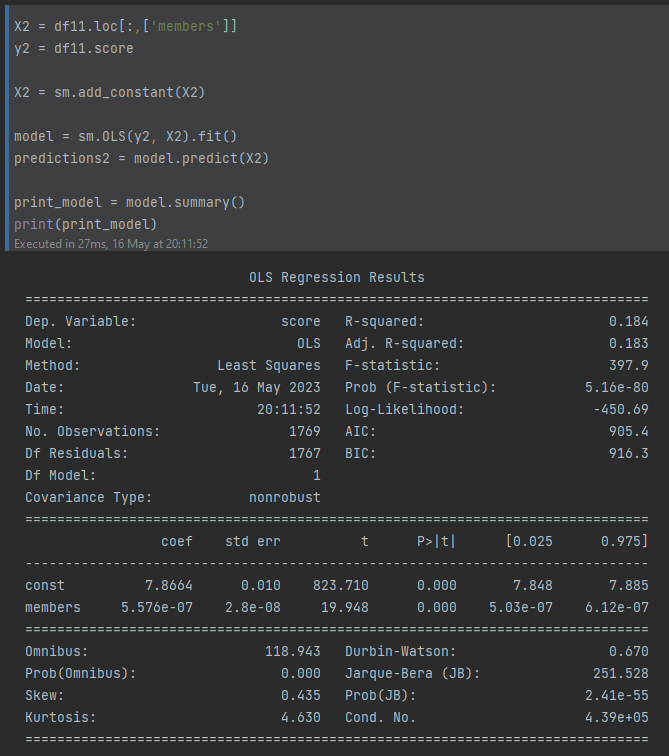 X2 = df11.loc[:,['members']]
y2 = df11.score
X2 = sm.add_constant(X2)
model = sm.OLS(y2, X2).fit()
predictions2 = model.predict(X2)
print_model = model.summary()
print(print_model)
Executed in 27ms, 16 May at 20:11:52
OLS Regression Results
==============================================================================
Dep. Variable: score R-squared: 0.184
Model: OLS Adj. R-squared: 0.183
Method: Least Squares F-statistic: 397.9
Date: Tue, 16 May 2023 Prob (F-statistic): 5.16e-80
Time: 20:11:52 Log-Likelihood: -450.69
No. Observations: 1769 AIC: 905.4
Df Residuals: 1767 BIC: 916.3
Df Model: 1
Covariance Type: nonrobust
==============================================================================
coef std err t P>|t| [0.025 0.975]
------------------------------------------------------------------------------
const 7.8664 0.010 823.710 0.000 7.848 7.885
members 5.576e-07 2.8e-08 19.948 0.000 5.03e-07 6.12e-07
==============================================================================
Omnibus: 118.943 Durbin-Watson: 0.670
Prob(Omnibus): 0.000 Jarque-Bera (JB): 251.528
Skew: 0.435 Prob(JB): 2.41e-55
Kurtosis: 4.630 Cond. No. 4.39e+05
==============================================================================